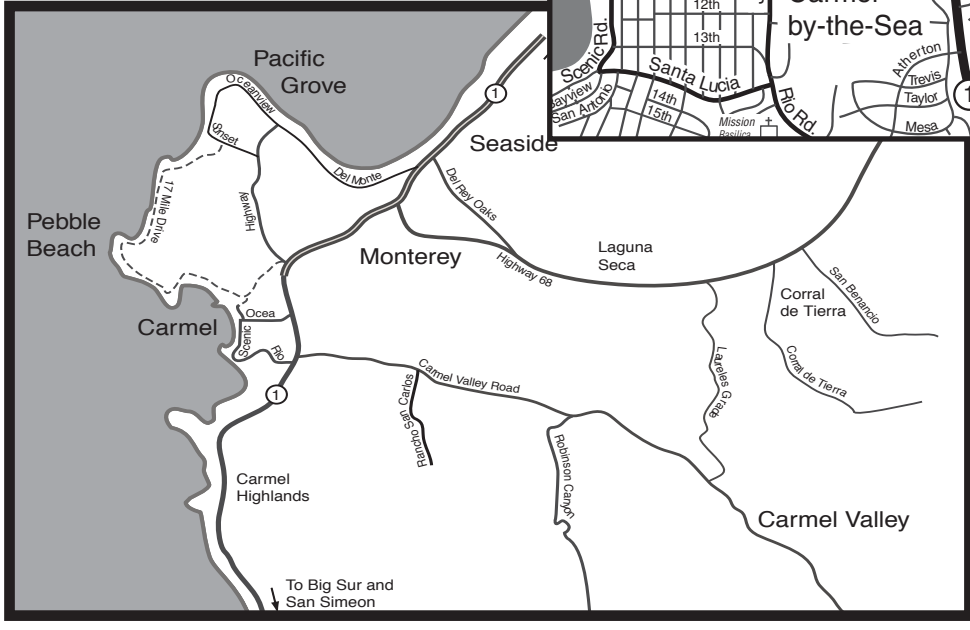 Pacific
Grove
Oceanview
Sunset
17 Mile Drive
Highway
Del Monte
1
Seaside
Del Rey Oaks
Pebble
Beach
Monterey
Highway 68
Laguna
Seca
Corral
de Tierra
San Benancio
Corral de Tierra
Laureles Grade
Carmel
Ocea
Scenic
Rio
1
Carmel Valley Road
Rancho San Carlos
Robinson Canyon
Carmel
Highlands
Carmel Valley
To Big Sur and
San Simeon
12th
by-the-Sea
13th
Scenic Rd.
Santa Lucia
Atherton
Trevis
Taylor
Mesa
San Antonio
14th
15th
Mission
Basilica
Rio Rd.
1